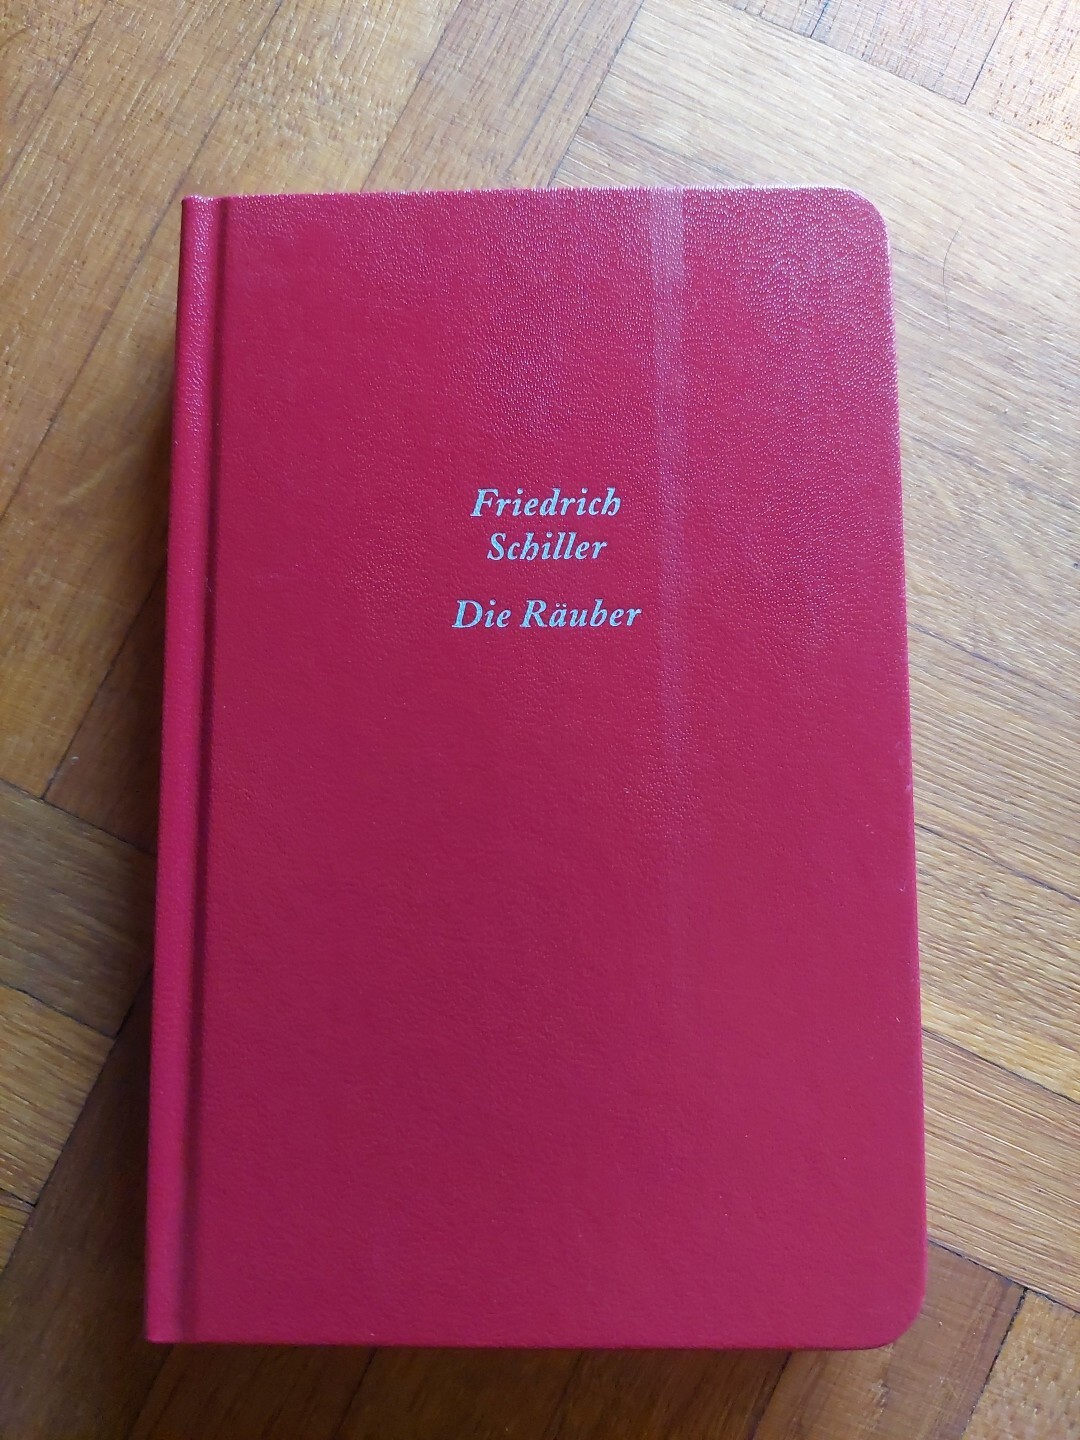 Friedrich
Schiller
Die Räuber